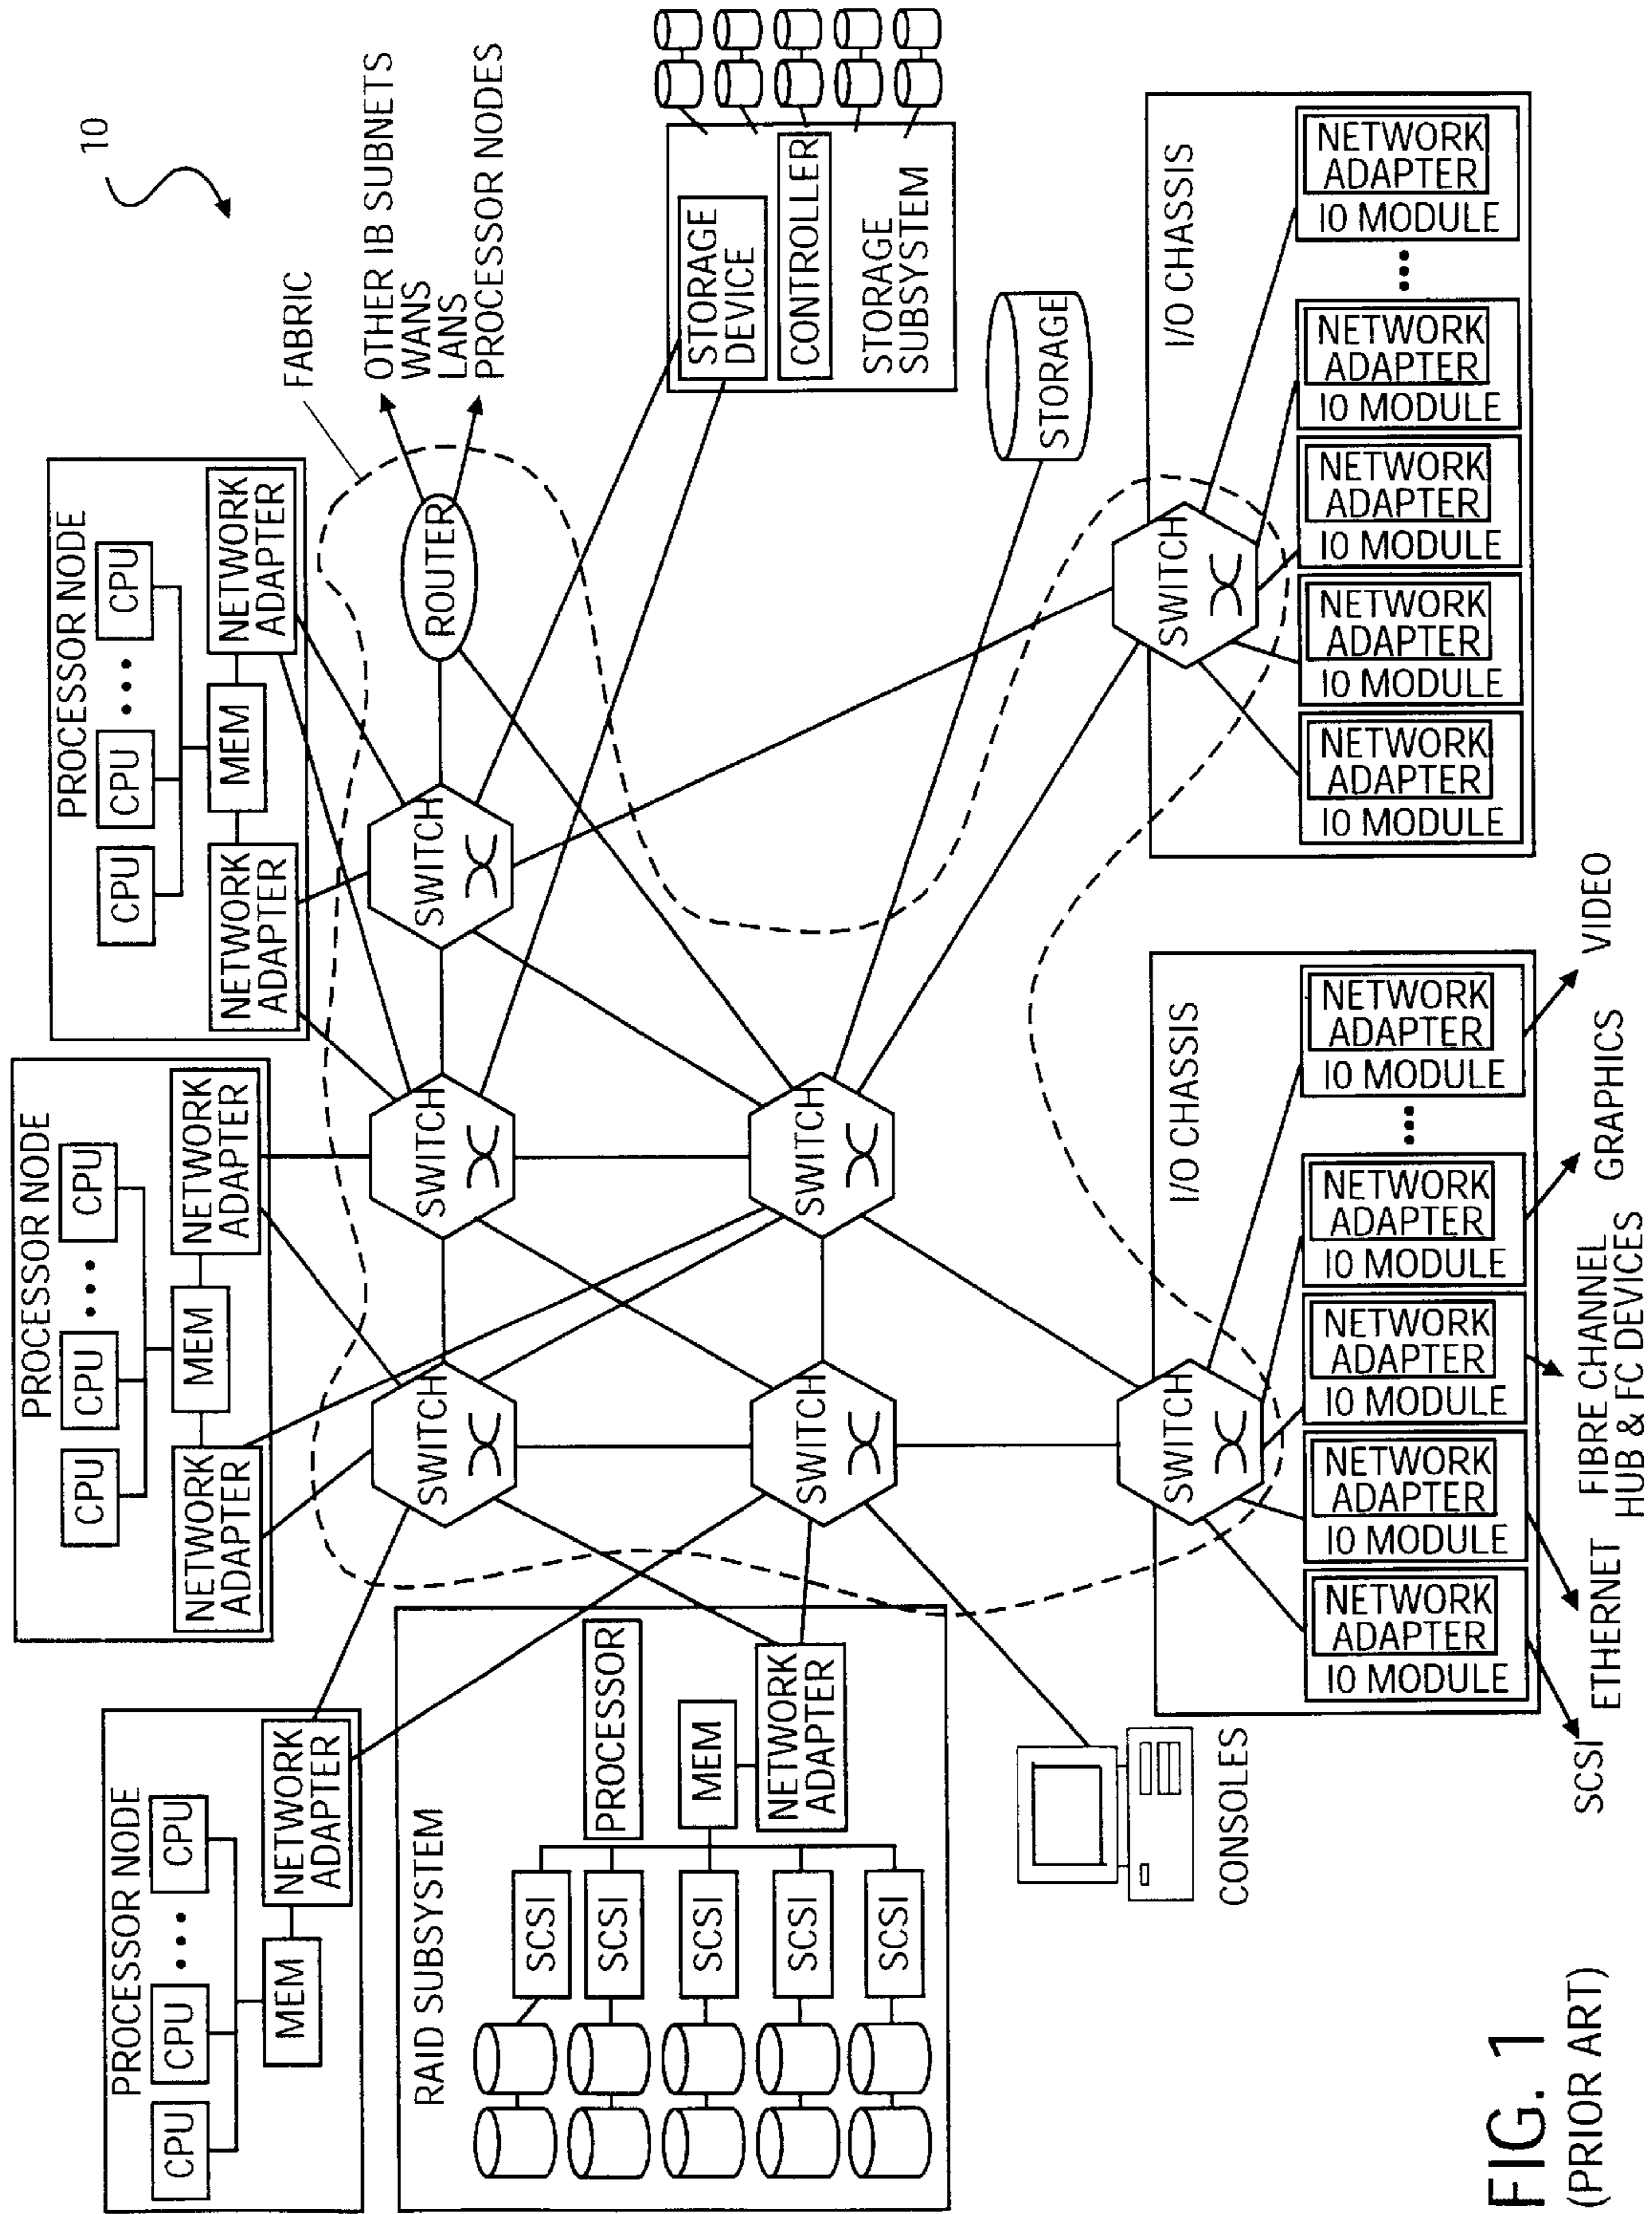 10
FABRIC
OTHER IB SUBNETS
WANS
LANS
PROCESSOR NODES
PROCESSOR NODE
CPU
CPU
CPU
MEM
NETWORK
ADAPTER
PROCESSOR NODE
CPU
CPU
CPU
NETWORK
ADAPTER
MEM
NETWORK
ADAPTER
PROCESSOR NODE
CPU
CPU
CPU
NETWORK
ADAPTER
MEM
NETWORK
ADAPTER
ROUTER
SWITCH
SWITCH
SWITCH
SWITCH
SWITCH
SWITCH
SWITCH
STORAGE
DEVICE
CONTROLLER
STORAGE
SUBSYSTEM
STORAGE
RAID SUBSYSTEM
PROCESSOR
SCSI
SCSI
SCSI
SCSI
SCSI
MEM
NETWORK
ADAPTER
CONSOLES
I/O CHASSIS
NETWORK
ADAPTER
IO MODULE
NETWORK
ADAPTER
IO MODULE
NETWORK
ADAPTER
IO MODULE
NETWORK
ADAPTER
IO MODULE
NETWORK
ADAPTER
IO MODULE
SCSI
ETHERNET
FIBRE CHANNEL
HUB & FC DEVICES
GRAPHICS
VIDEO
I/O CHASSIS
NETWORK
ADAPTER
IO MODULE
NETWORK
ADAPTER
IO MODULE
NETWORK
ADAPTER
IO MODULE
NETWORK
ADAPTER
IO MODULE
NETWORK
ADAPTER
IO MODULE
FIG. 1
(PRIOR ART)